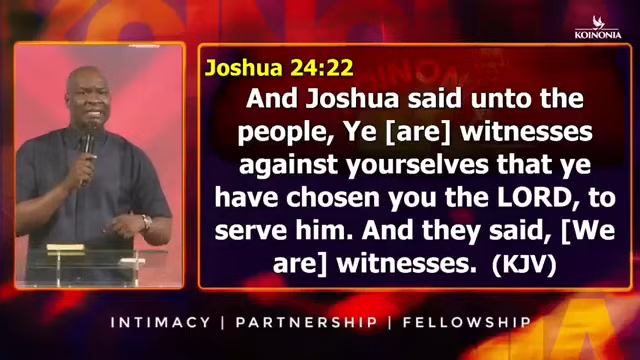 KOINONIA
Joshua 24:22
And Joshua said unto the
people, Ye [are] witnesses
against yourselves that ye
have chosen you the LORD, to
serve him. And they said, [We
are] witnesses. (KJV)
INTIMACY | PARTNERSHIP | FELLOWSHIP